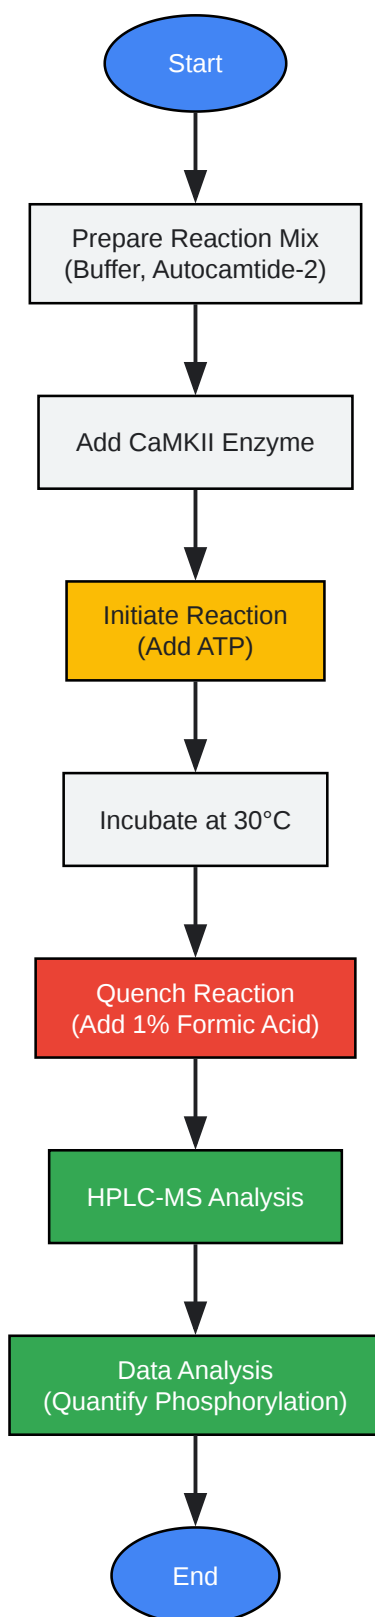 Start
Prepare Reaction Mix
(Buffer, Autocamtide-2)
Add CaMKII Enzyme
Initiate Reaction
(Add ATP)
Incubate at 30°C
Quench Reaction
(Add 1% Formic Acid)
HPLC-MS Analysis
Data Analysis
(Quantify Phosphorylation)
End